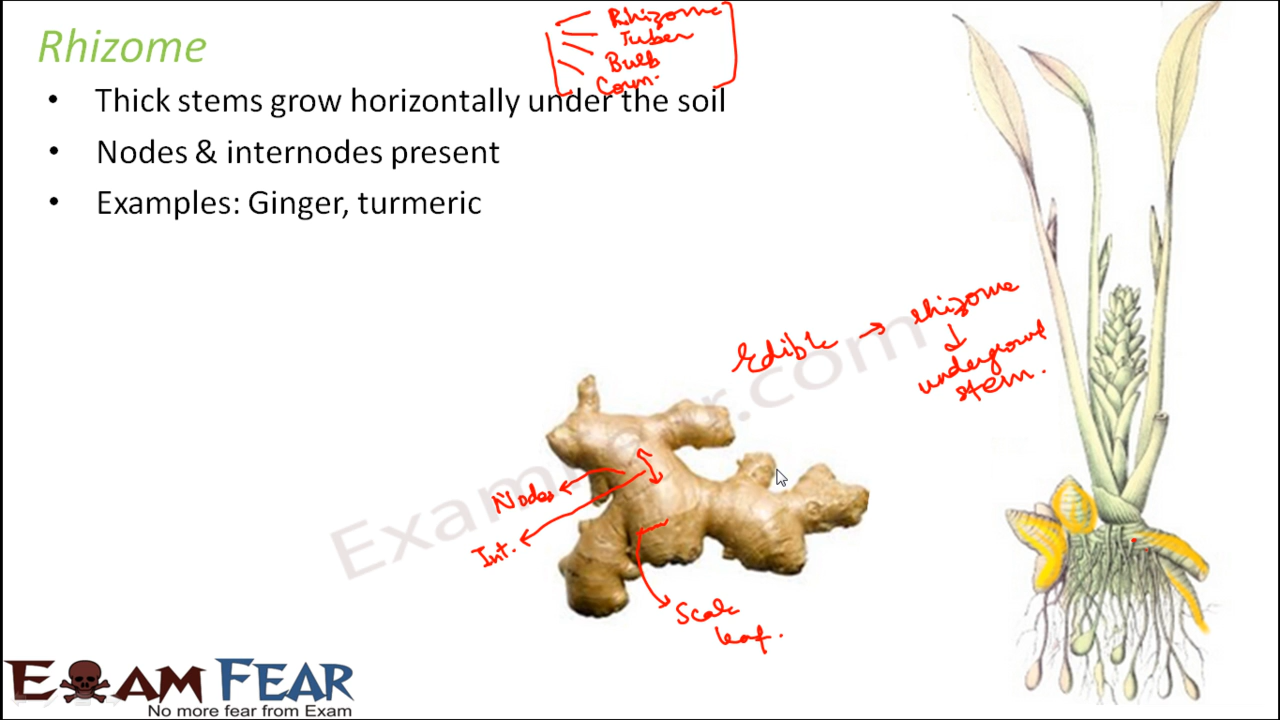 Rhizome
Rhizome
Tuber
Bulb
Corm.
• Thick stems grow horizontally under the soil
• Nodes & internodes present
• Examples: Ginger, turmeric
Edible → rhizome
↓
underground
stem.
Nodes
Int.
Scale
leaf.
Examfear.com
EXAM FEAR
No more fear from Exam